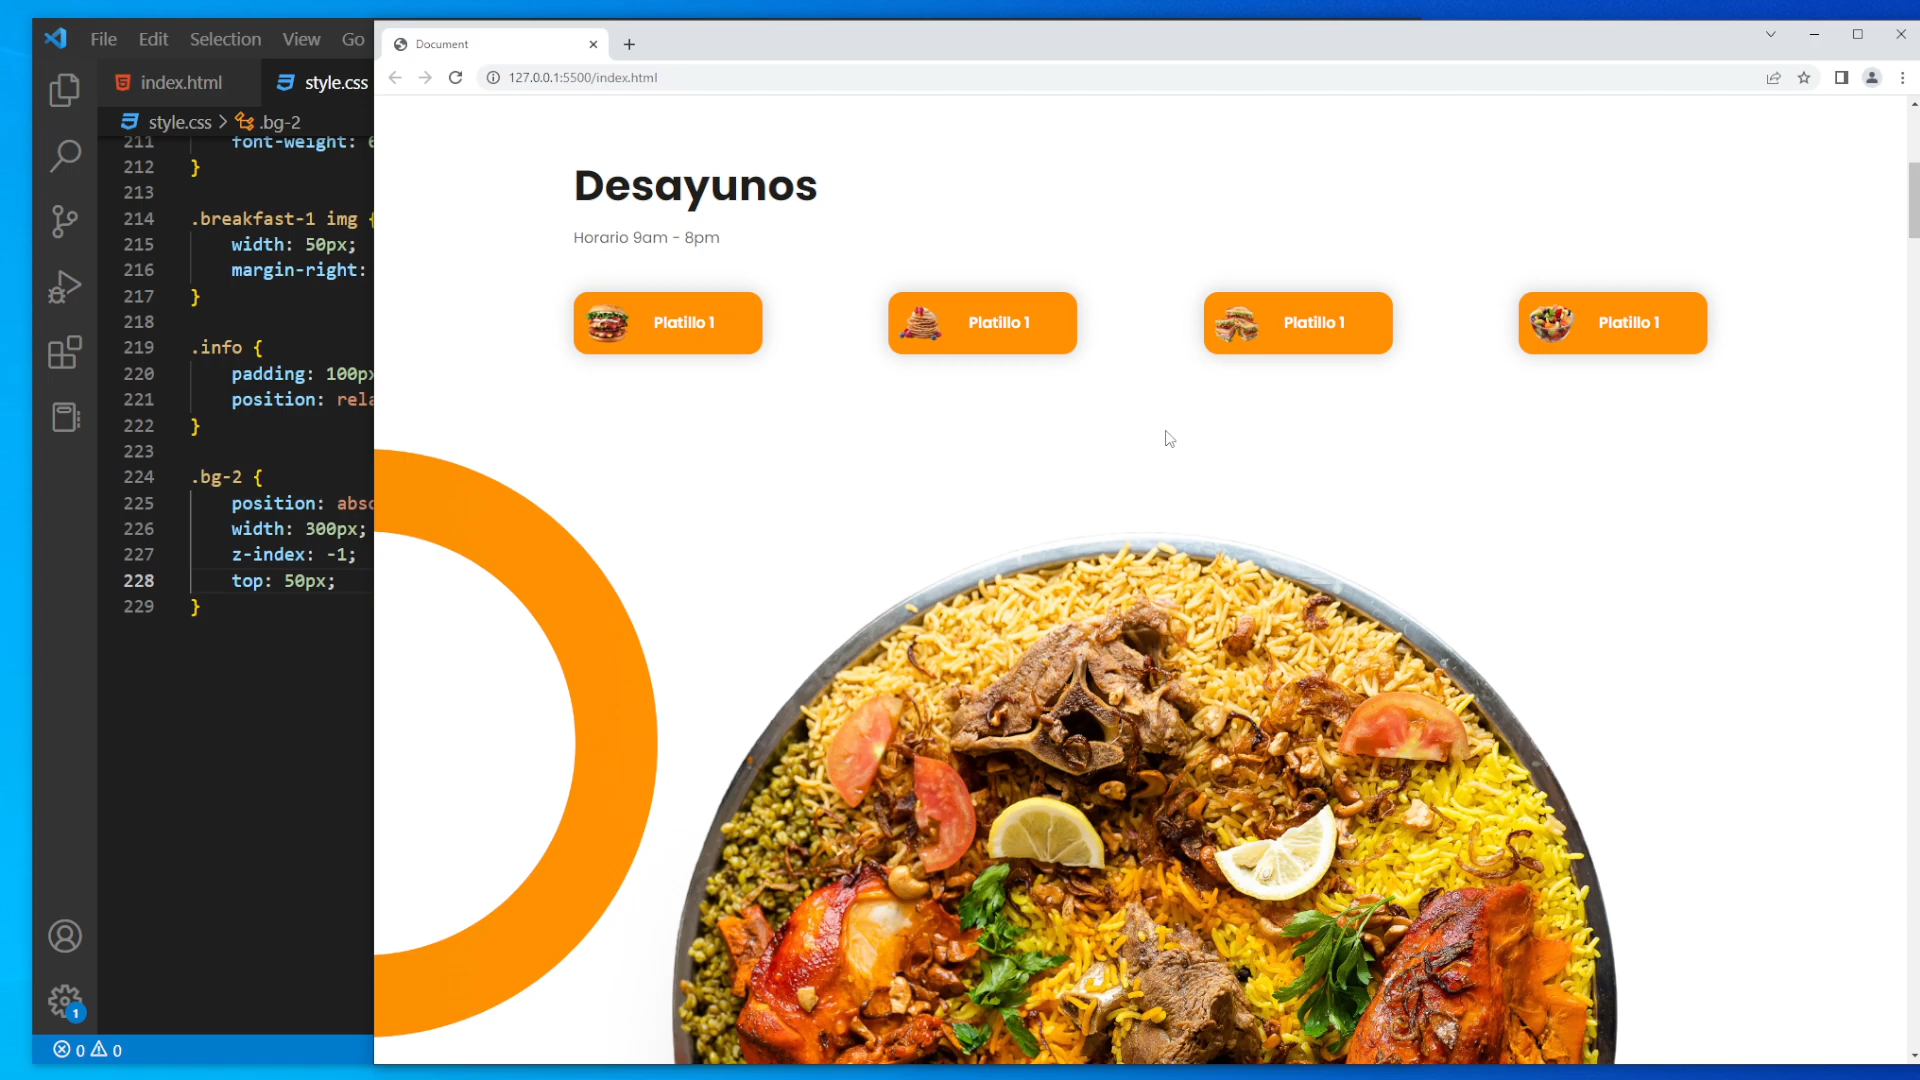 File Edit Selection View Go
index.html
style.css
style.css > .bg-2
211 font-weight:
212 }
213
214 .breakfast-1 img {
215 width: 50px;
216 margin-right:
217 }
218
219 .info {
220 padding: 100px
221 position: rela
222 }
223
224 .bg-2 {
225 position: abso
226 width: 300px;
227 z-index: -1;
228 top: 50px;
229 }
1
0 0
Document
127.0.0.1:5500/index.html
Desayunos
Horario 9am - 8pm
Platillo 1
Platillo 1
Platillo 1
Platillo 1